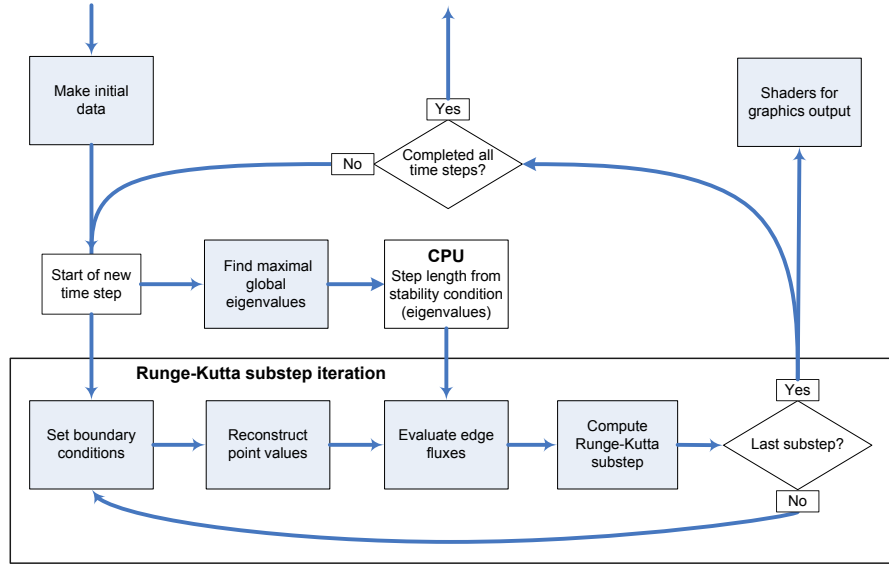 Make initial
data
Yes
Completed all
time steps?
No
Shaders for
graphics output
Start of new
time step
Find maximal
global
eigenvalues
CPU
Step length from
stability condition
(eigenvalues)
Runge-Kutta substep iteration
Set boundary
conditions
Reconstruct
point values
Evaluate edge
fluxes
Compute
Runge-Kutta
substep
Yes
Last substep?
No